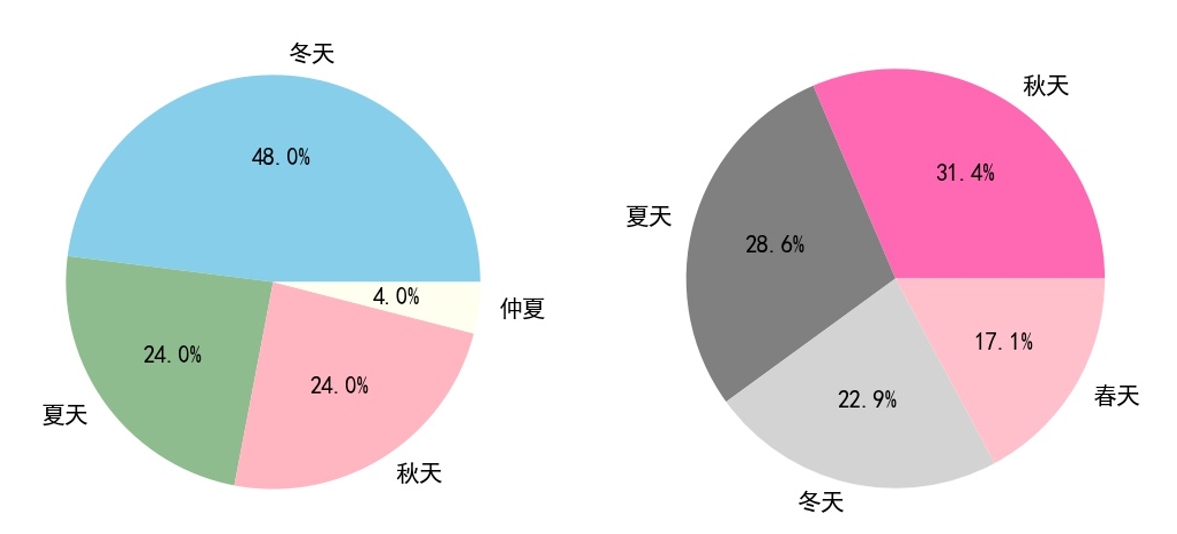 冬天
48.0%
24.0%
夏天
24.0%
秋天
4.0%
仲夏
秋天
31.4%
夏天
28.6%
22.9%
冬天
17.1%
春天